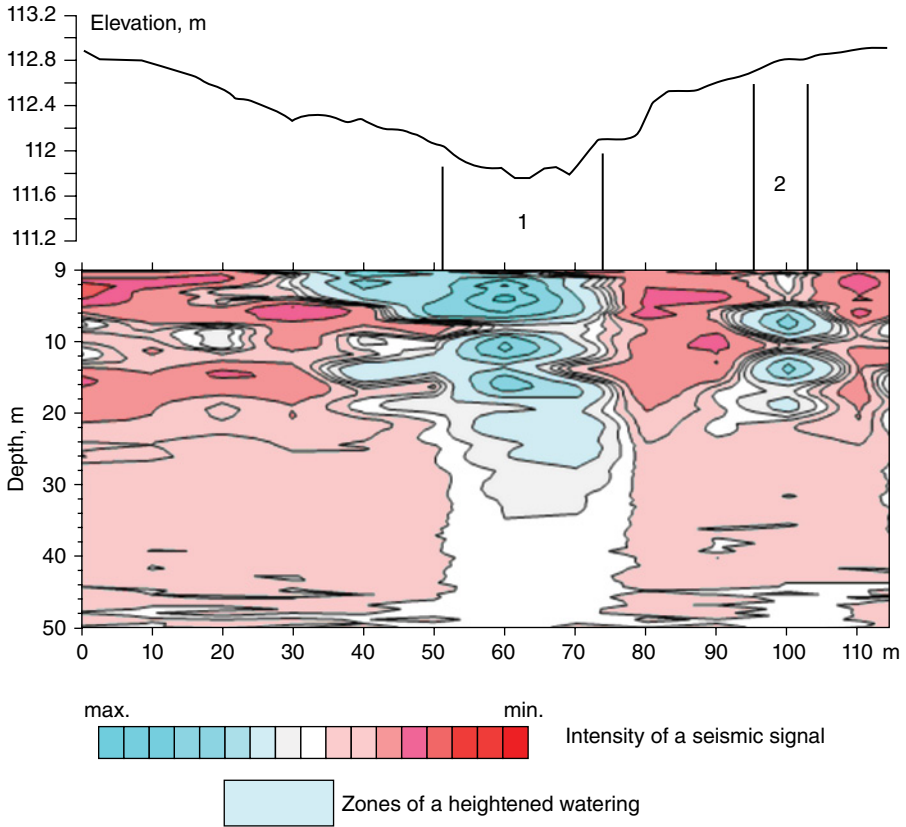 113.2
Elevation, m
112.8
112.4
112
111.6
111.2
1
2
9
10
20
30
40
50
Depth, m
0 10 20 30 40 50 60 70 80 90 100 110 m
max. min.
Intensity of a seismic signal
Zones of a heightened watering